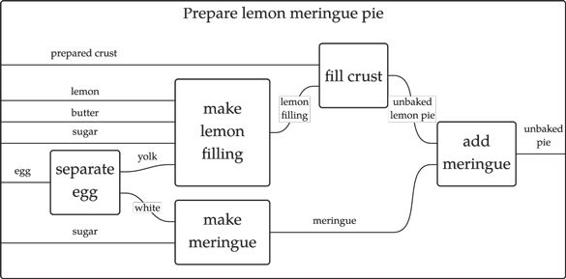 Prepare lemon meringue pie
prepared crust
fill crust
lemon
butter
sugar
make
lemon
filling
lemon
filling
unbaked
lemon pie
add
meringue
unbaked
pie
egg
separate
egg
yolk
white
sugar
make
meringue
meringue